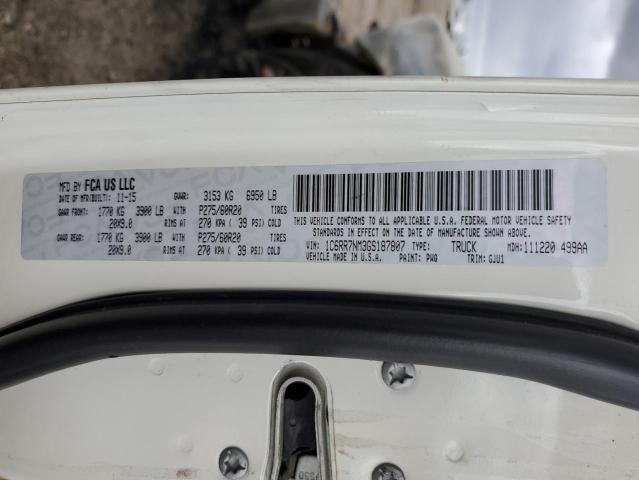 MFD BY FCA US LLC
DATE OF MFR(BUILT): 11-15 GVWR: 3153 KG 6950 LB
GAWR FRONT: 1770 KG 3900 LB WITH P275/60R20 TIRES
20X9.0 RIMS AT 270 KPA ( 39 PSI) COLD
GAWR REAR: 1770 KG 3900 LB WITH P275/60R20 TIRES
20X9.0 RIMS AT 270 KPA ( 39 PSI) COLD
THIS VEHICLE CONFORMS TO ALL APPLICABLE U.S.A. FEDERAL MOTOR VEHICLE SAFETY
STANDARDS IN EFFECT ON THE DATE OF MANUFACTURE SHOWN ABOVE.
VIN: 1C6RR7NM3GS187807 TYPE: TRUCK MDH: 111220 499AA
VEHICLE MADE IN U.S.A. PAINT: PWG TRIM: GJU1